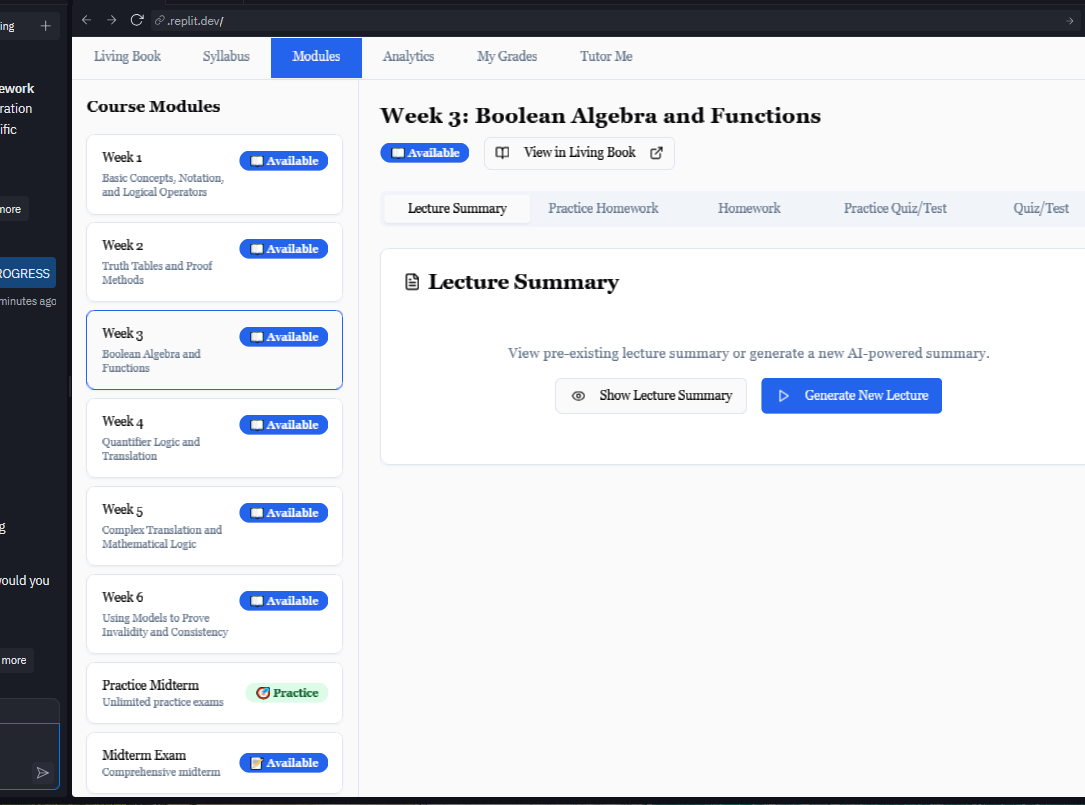 ing
.replit.dev/
ework
ration
ific
more
ROGRESS
minutes ago
g
would you
more
Living Book
Syllabus
Modules
Analytics
My Grades
Tutor Me
Course Modules
Week 1
Available
Basic Concepts, Notation,
and Logical Operators
Week 2
Available
Truth Tables and Proof
Methods
Week 3
Available
Boolean Algebra and
Functions
Week 4
Available
Quantifier Logic and
Translation
Week 5
Available
Complex Translation and
Mathematical Logic
Week 6
Available
Using Models to Prove
Invalidity and Consistency
Practice Midterm
Practice
Unlimited practice exams
Midterm Exam
Available
Comprehensive midterm
Week 3: Boolean Algebra and Functions
Available
View in Living Book
Lecture Summary
Practice Homework
Homework
Practice Quiz/Test
Quiz/Test
Lecture Summary
View pre-existing lecture summary or generate a new AI-powered summary.
Show Lecture Summary
Generate New Lecture